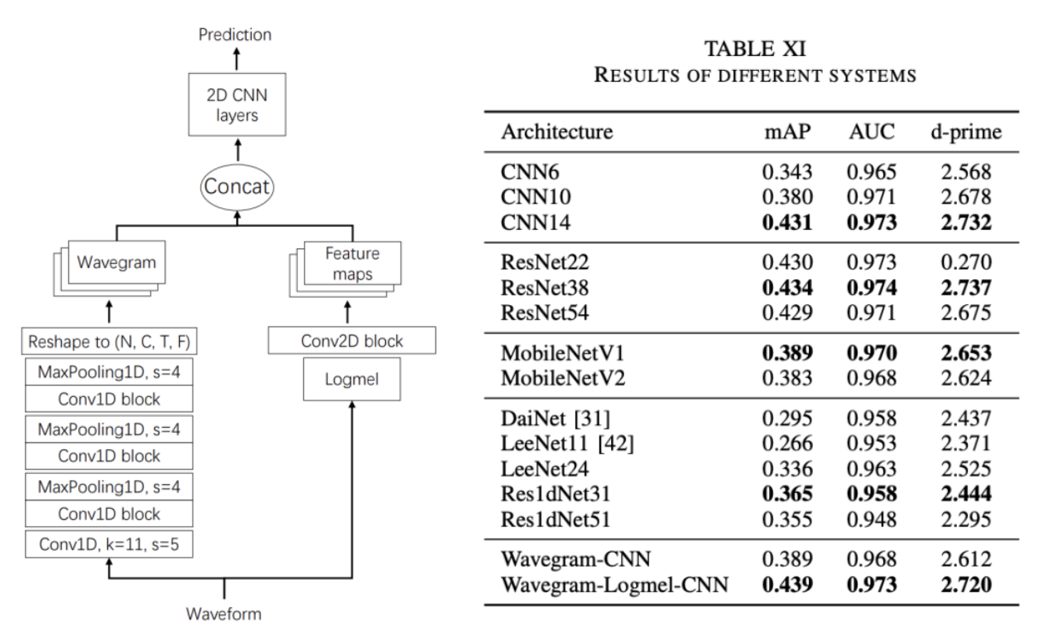 Prediction
2D CNN
layers
Concat
Wavegram
Feature
maps
Reshape to (N, C, T, F)
MaxPooling1D, s=4
Conv1D block
MaxPooling1D, s=4
Conv1D block
MaxPooling1D, s=4
Conv1D block
Conv1D, k=11, s=5
Conv2D block
Logmel
Waveform
TABLE XI
RESULTS OF DIFFERENT SYSTEMS
Architecture mAP AUC d-prime
CNN6 0.343 0.965 2.568
CNN10 0.380 0.971 2.678
CNN14 0.431 0.973 2.732
ResNet22 0.430 0.973 0.270
ResNet38 0.434 0.974 2.737
ResNet54 0.429 0.971 2.675
MobileNetV1 0.389 0.970 2.653
MobileNetV2 0.383 0.968 2.624
DaiNet [31] 0.295 0.958 2.437
LeeNet11 [42] 0.266 0.953 2.371
LeeNet24 0.336 0.963 2.525
Res1dNet31 0.365 0.958 2.444
Res1dNet51 0.355 0.948 2.295
Wavegram-CNN 0.389 0.968 2.612
Wavegram-Logmel-CNN 0.439 0.973 2.720